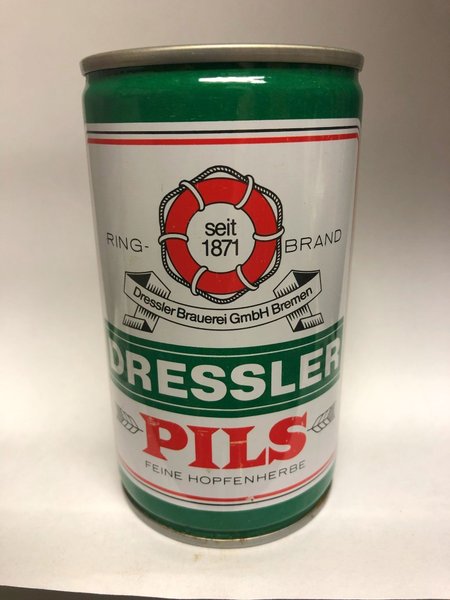 seit
1871
RING- BRAND
Dressler Brauerei GmbH Bremen
DRESSLER
PILS
FEINE HOPFENHERBE